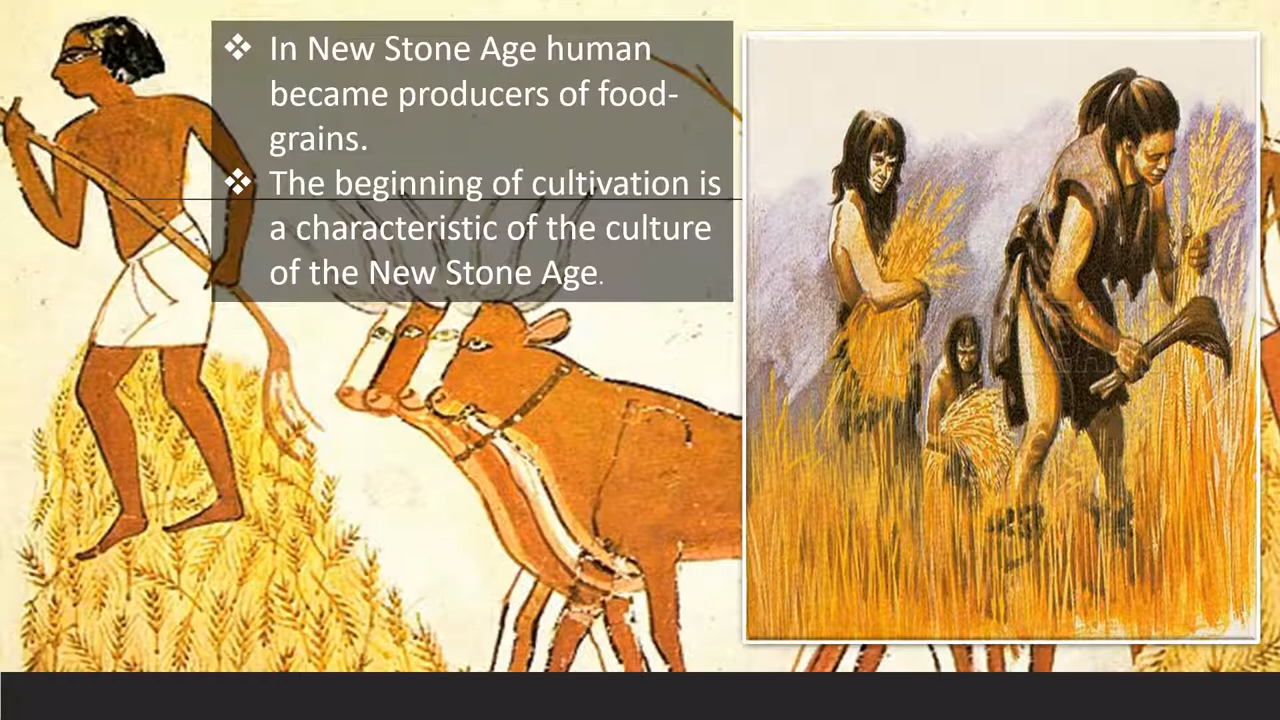 ❖ In New Stone Age human
became producers of food-
grains.
❖ The beginning of cultivation is
a characteristic of the culture
of the New Stone Age.